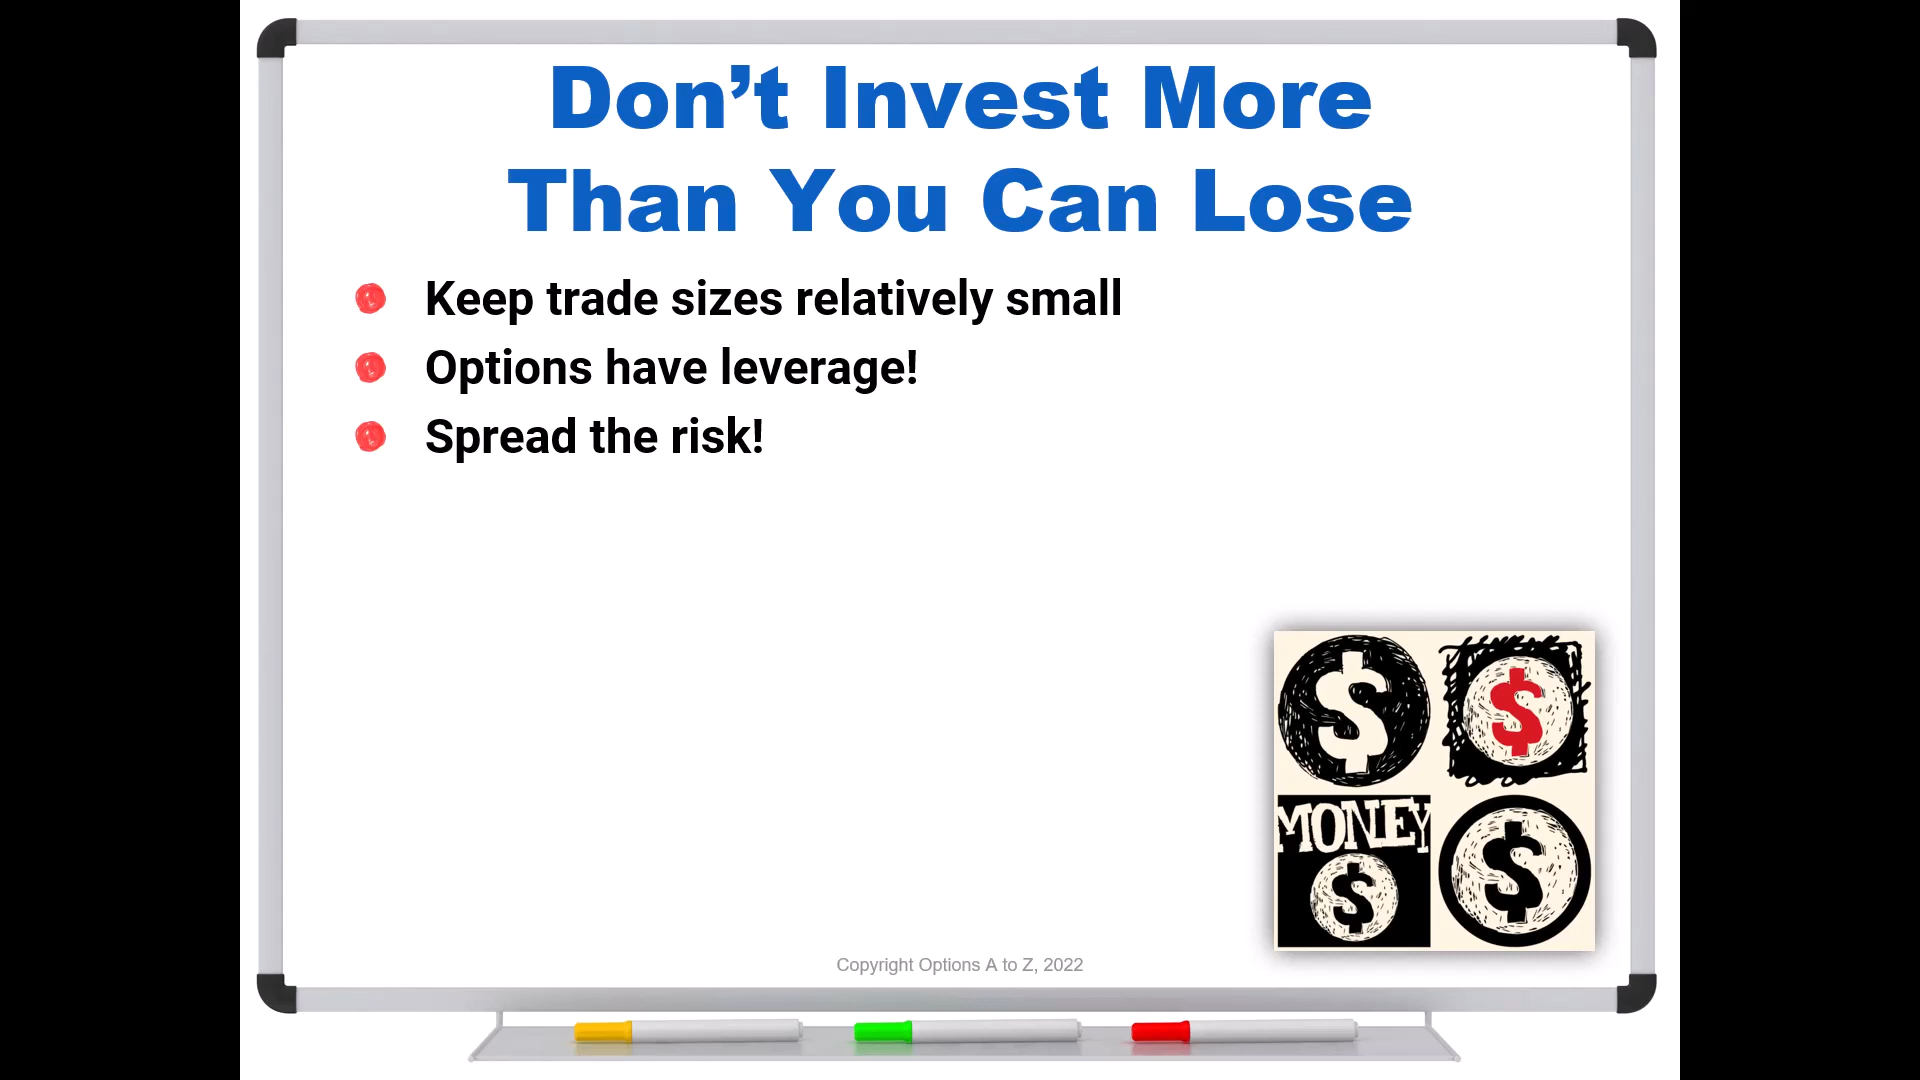 Don’t Invest More
Than You Can Lose
Keep trade sizes relatively small
Options have leverage!
Spread the risk!
$
$
MONEY
$
$
Copyright Options A to Z, 2022